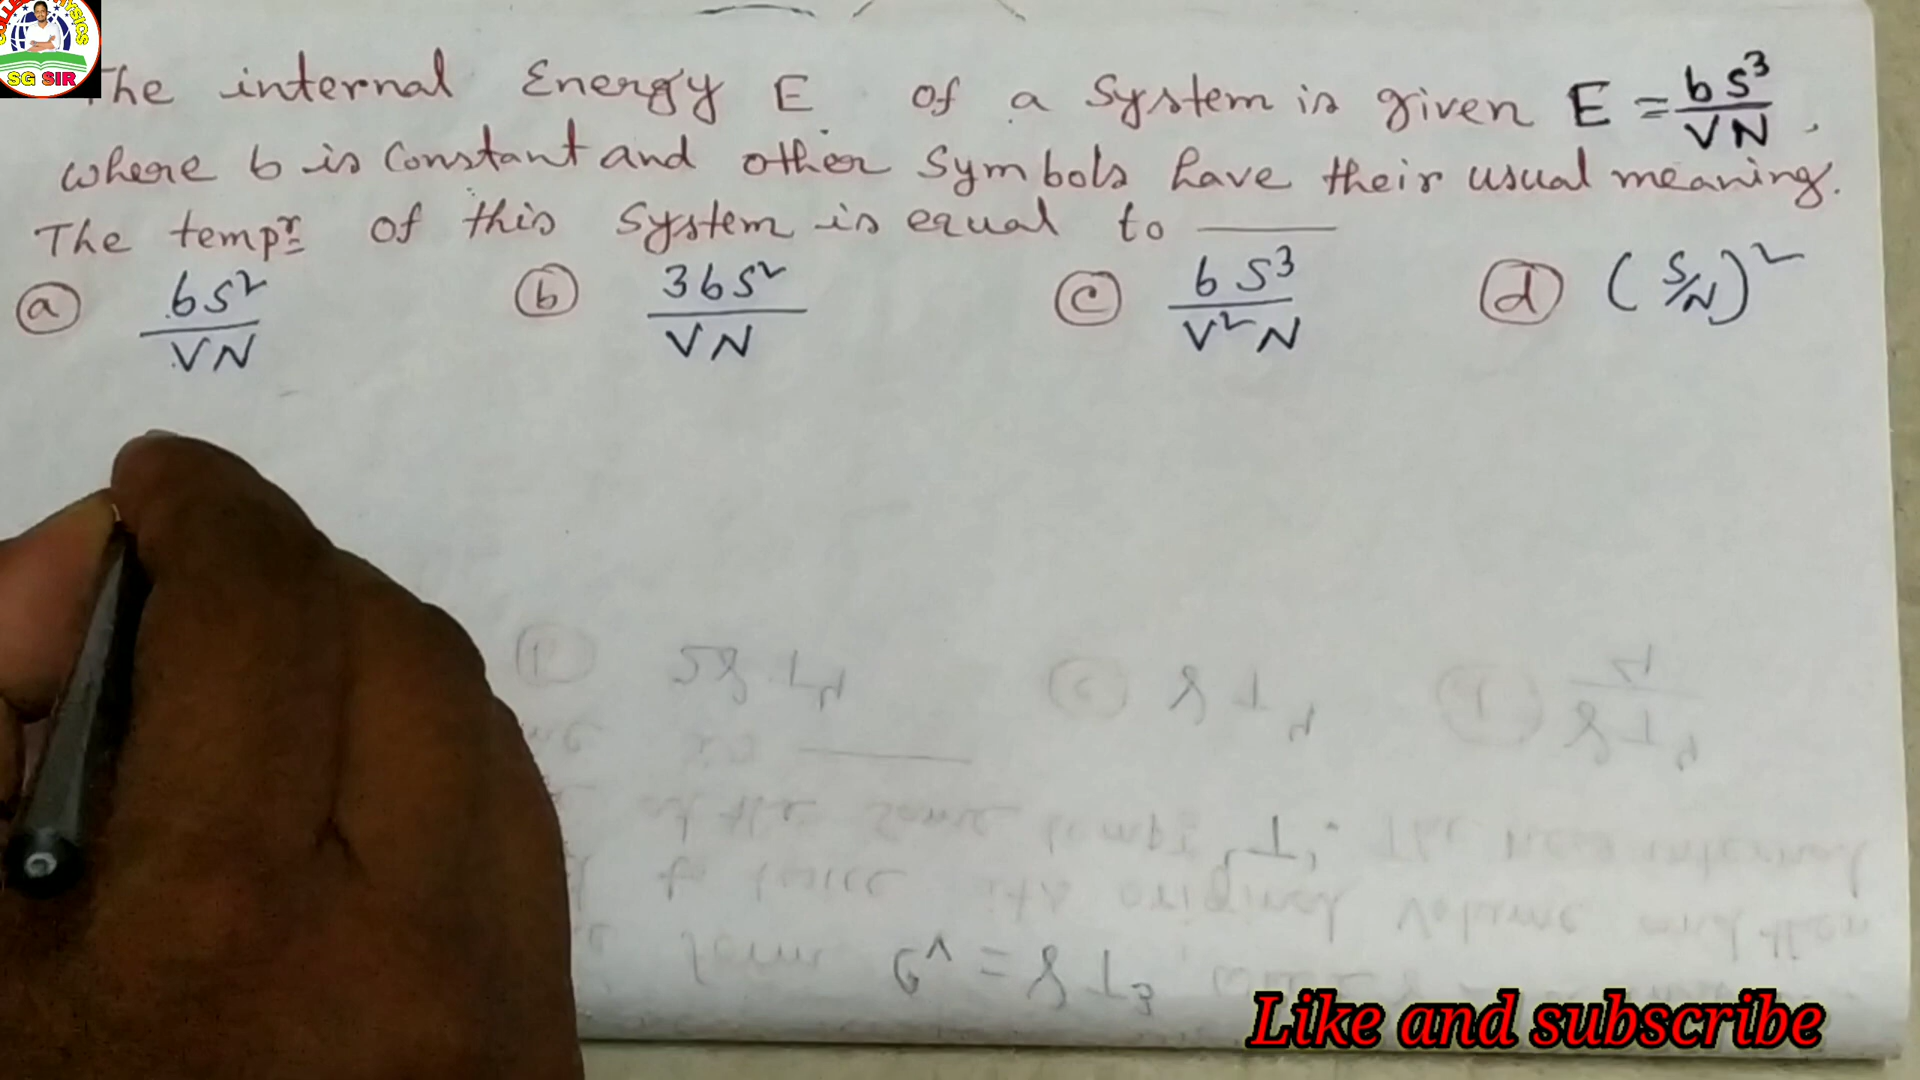 SG SIR
The internal Energy E of a System is given E = bS³/VN,
where b is Constant and other Symbols have their usual meaning.
The tempr of this System is equal to ____
(a) bS²/VN (b) 3bS²/VN (c) bS³/V²N (d) (S/N)²
Like and subscribe